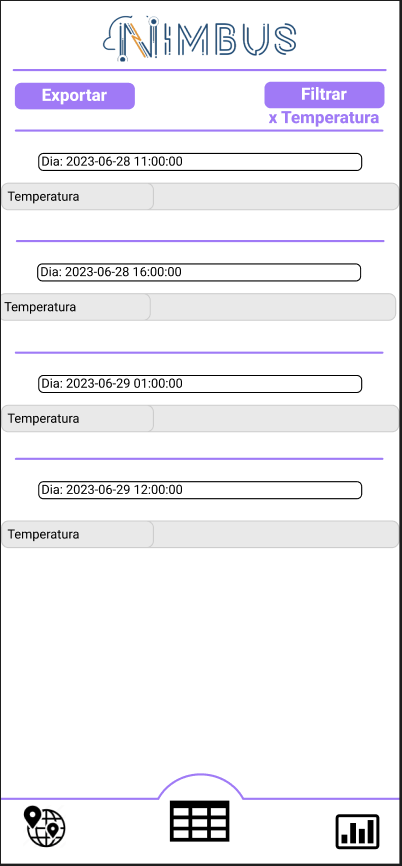 NIMBUS
Exportar
Filtrar
x Temperatura
Dia: 2023-06-28 11:00:00
Temperatura
Dia: 2023-06-28 16:00:00
Temperatura
Dia: 2023-06-29 01:00:00
Temperatura
Dia: 2023-06-29 12:00:00
Temperatura